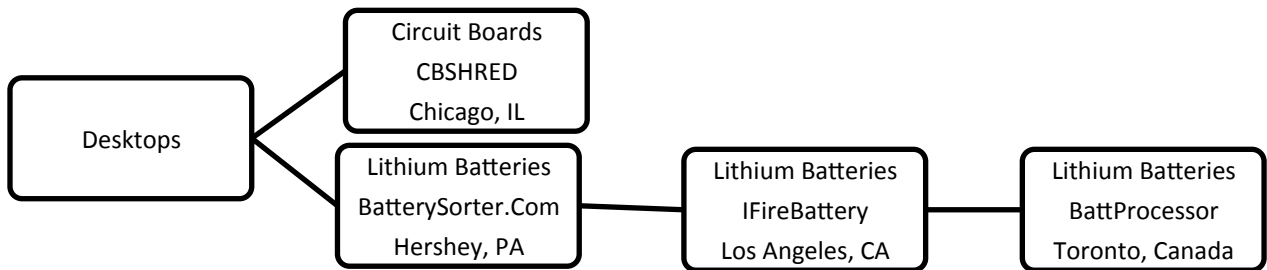 Circuit Boards
CBSHRED
Chicago, IL
Desktops
Lithium Batteries
BatterySorter.Com
Hershey, PA
Lithium Batteries
IFireBattery
Los Angeles, CA
Lithium Batteries
BattProcessor
Toronto, Canada